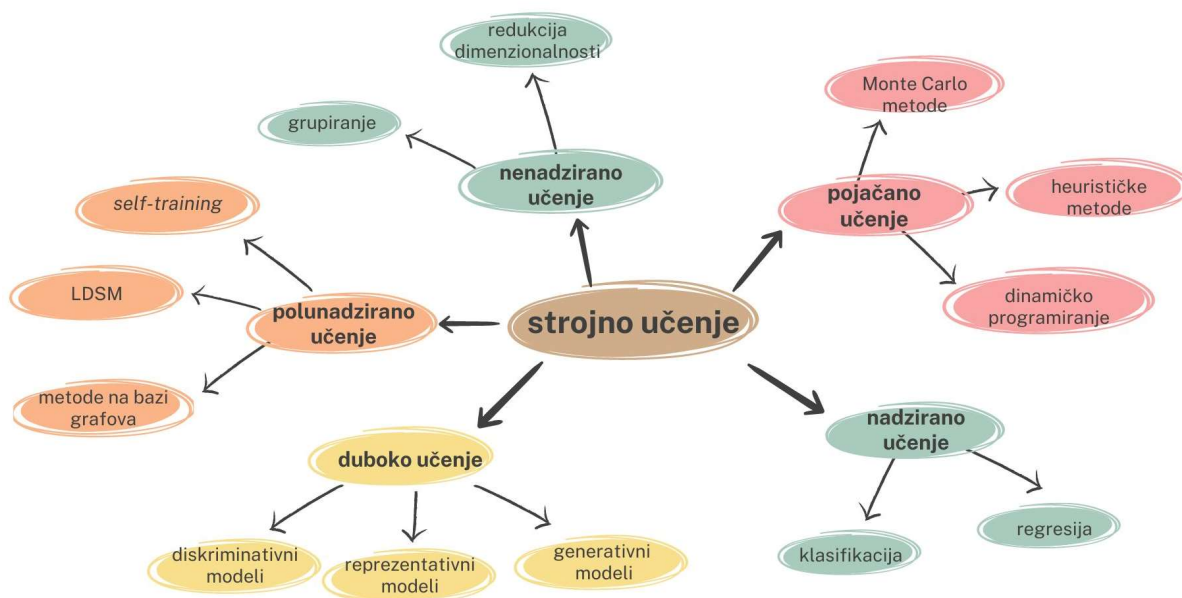 redukcija
dimenzionalnosti
grupiranje
nenadzirano
učenje
Monte Carlo
metode
pojačano
učenje
heurističke
metode
dinamičko
programiranje
self-training
LDSM
polunadzirano
učenje
metode na bazi
grafova
strojno učenje
nadzirano
učenje
klasifikacija
regresija
duboko učenje
diskriminativni
modeli
reprezentativni
modeli
generativni
modeli